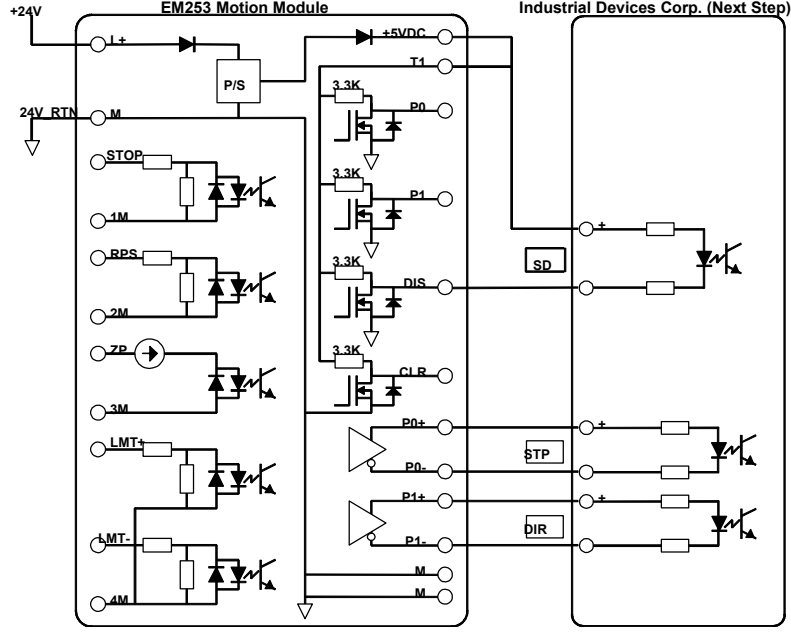 EM253 Motion Module
Industrial Devices Corp. (Next Step)
+24V
L+
+5VDC
T1
P/S
3.3K
P0
24V_RTN
M
STOP
3.3K
P1
1M
RPS
3.3K
DIS
SD
+
2M
ZP
3.3K
CLR
3M
P0+
+
LMT+
STP
P0-
P1+
+
DIR
LMT-
P1-
M
4M
M